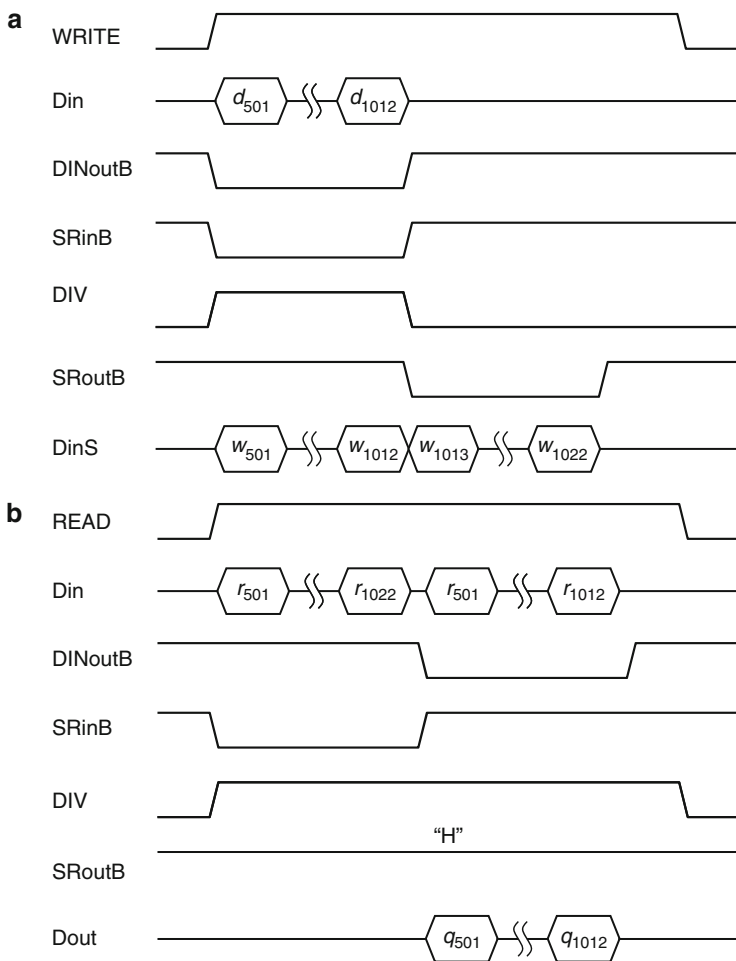 a
WRITE
Din d501 d1012
DINoutB
SRinB
DIV
SRoutB
DinS w501 w1012 w1013 w1022
b
READ
Din r501 r1022 r501 r1012
DINoutB
SRinB
DIV
“H”
SRoutB
Dout q501 q1012